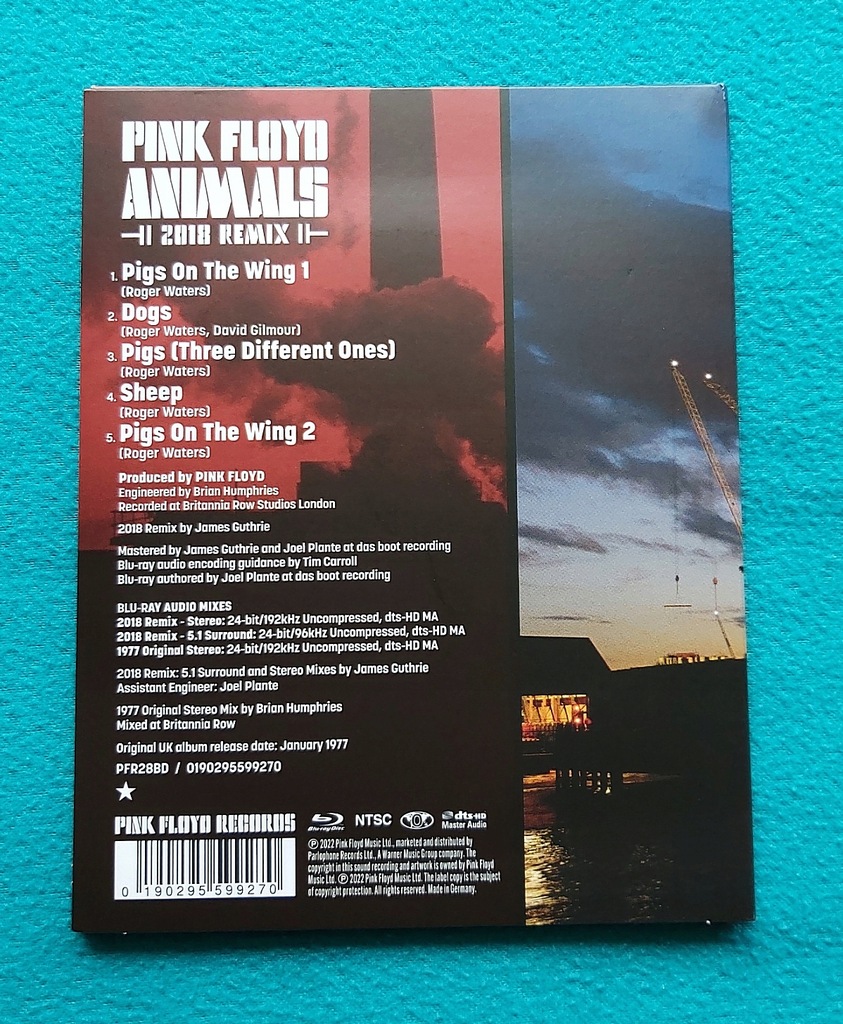 PINK FLOYD
ANIMALS
2018 REMIX
1. Pigs On The Wing 1
(Roger Waters)
2. Dogs
(Roger Waters, David Gilmour)
3. Pigs (Three Different Ones)
(Roger Waters)
4. Sheep
(Roger Waters)
5. Pigs On The Wing 2
(Roger Waters)
Produced by PINK FLOYD
Engineered by Brian Humphries
Recorded at Britannia Row Studios London
2018 Remix by James Guthrie
Mastered by James Guthrie and Joel Plante at das boot recording
Blu-ray audio encoding guidance by Tim Carroll
Blu-ray authored by Joel Plante at das boot recording
BLU-RAY AUDIO MIXES
2018 Remix - Stereo: 24-bit/192kHz Uncompressed, dts-HD MA
2018 Remix - 5.1 Surround: 24-bit/96kHz Uncompressed, dts-HD MA
1977 Original Stereo: 24-bit/192kHz Uncompressed, dts-HD MA
2018 Remix: 5.1 Surround and Stereo Mixes by James Guthrie
Assistant Engineer: Joel Plante
1977 Original Stereo Mix by Brian Humphries
Mixed at Britannia Row
Original UK album release date: January 1977
PFR28BD / 0190295599270
PINK FLOYD RECORDS
Blu-ray Disc
NTSC
0
dts-HD
Master Audio
0 190295 599270
℗ 2022 Pink Floyd Music Ltd., marketed and distributed by
Parlophone Records Ltd., A Warner Music Group company. The
copyright in this sound recording and artwork is owned by Pink Floyd
Music Ltd. ℗ 2022 Pink Floyd Music Ltd. The label copy is the subject
of copyright protection. All rights reserved. Made in Germany.